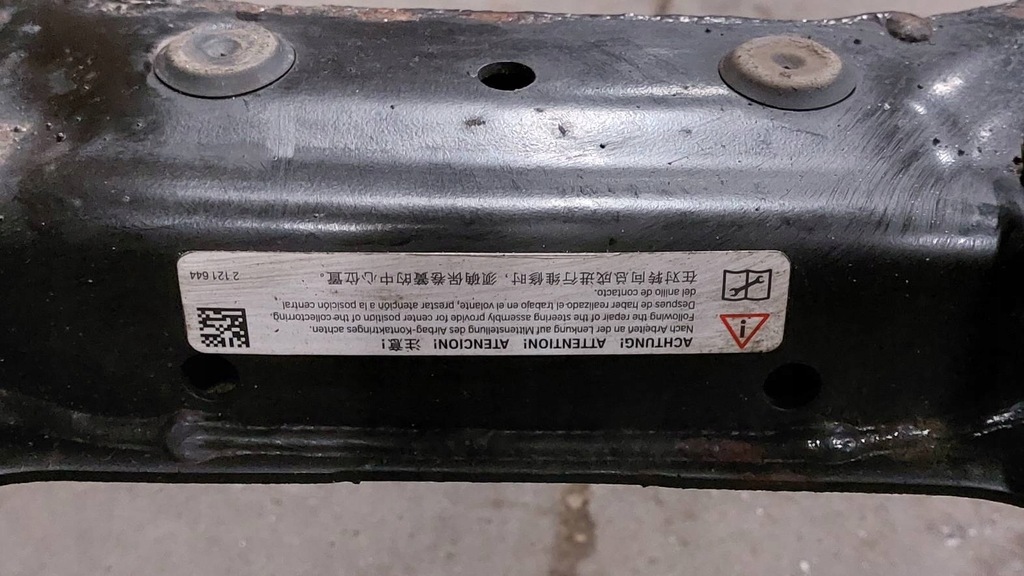 ACHTUNG! ATTENTION! ATENCION! 注意!
Nach Arbeiten an der Lenkung auf Mittenstellung des Airbag-Kontaktringes achten.
Following the repair of the steering assembly provide for center position of the collectorring.
Despues de haber realizado el trabajo en el volante, prestar atención a la posición central
del anillo de contacto.
在对转向总成进行维修时，须确保卷簧的中心位置。
2 121 644